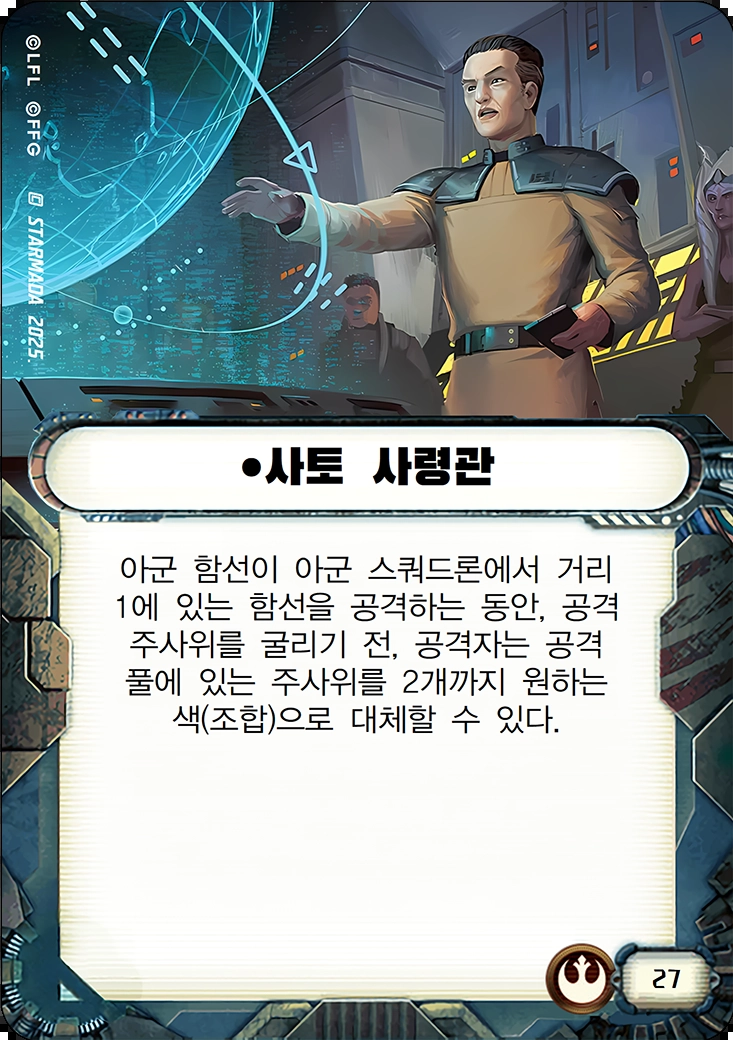 ©LFL ©FFG 🄴 STARMADA 2025.
•사토 사령관
아군 함선이 아군 스쿼드론에서 거리
1에 있는 함선을 공격하는 동안, 공격
주사위를 굴리기 전, 공격자는 공격
풀에 있는 주사위를 2개까지 원하는
색(조합)으로 대체할 수 있다.
27